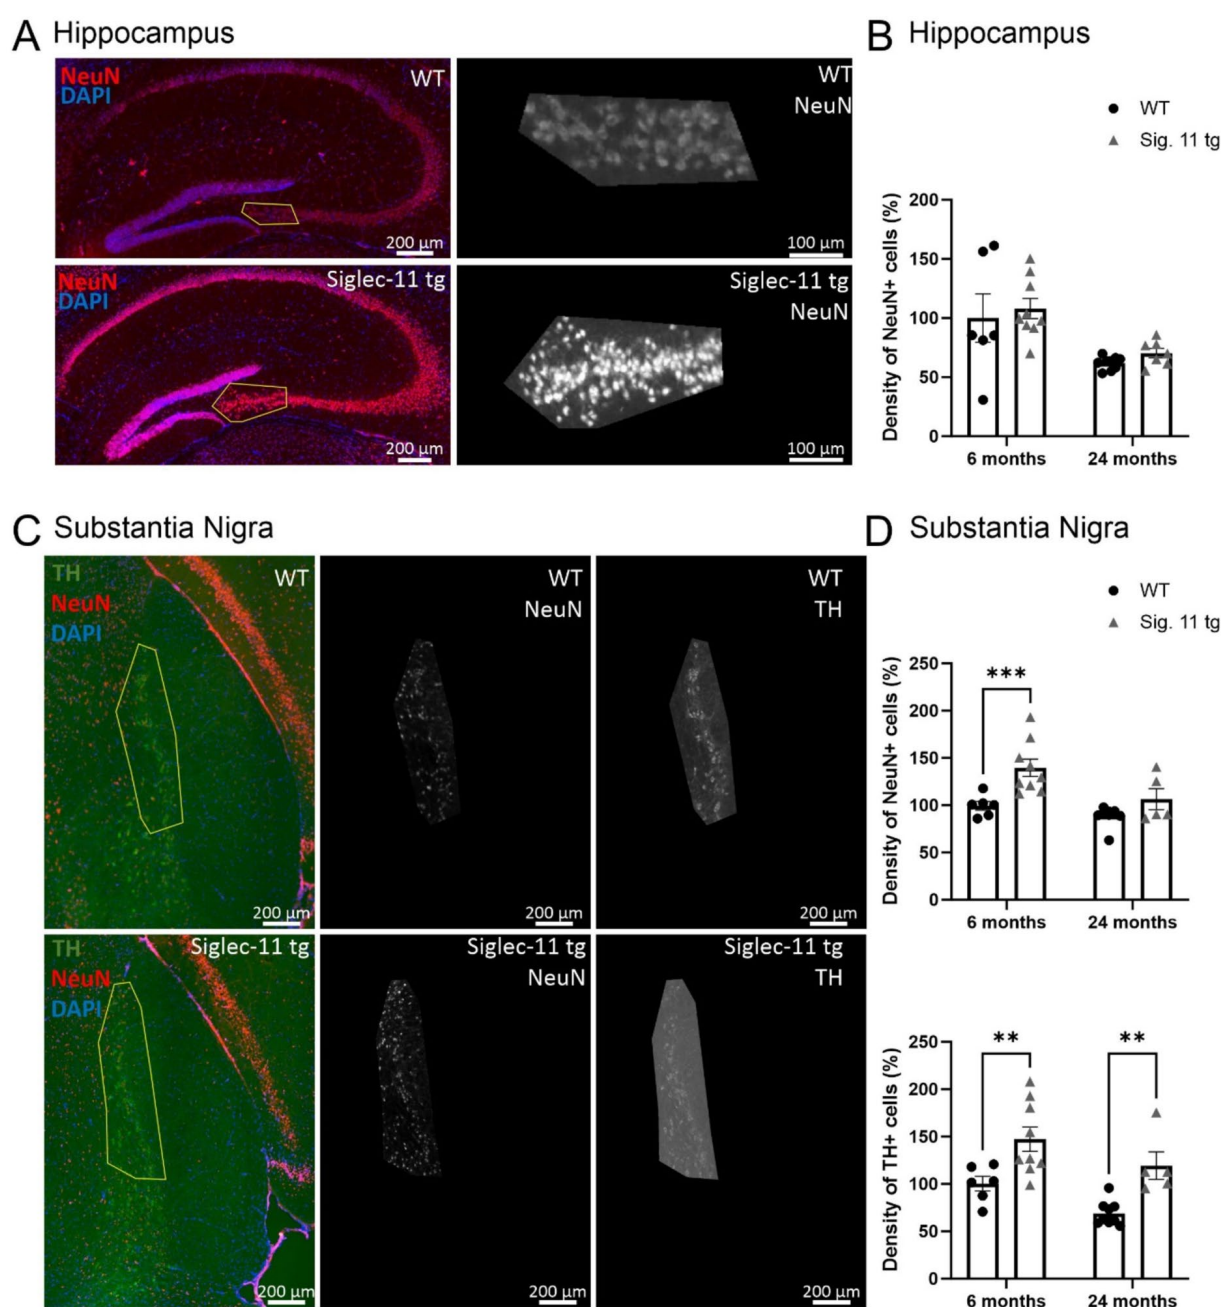 A Hippocampus
NeuN
DAPI
WT
200 µm
WT
NeuN
100 µm
NeuN
DAPI
Siglec-11 tg
200 µm
Siglec-11 tg
NeuN
100 µm
B Hippocampus
WT
Sig. 11 tg
Density of NeuN+ cells (%)
200
150
100
50
0
6 months
24 months
C Substantia Nigra
TH
NeuN
DAPI
WT
200 µm
WT
NeuN
200 µm
WT
TH
200 µm
TH
NeuN
DAPI
Siglec-11 tg
200 µm
Siglec-11 tg
NeuN
200 µm
Siglec-11 tg
TH
200 µm
D Substantia Nigra
WT
Sig. 11 tg
Density of NeuN+ cells (%)
250
200
150
100
50
0
***
6 months
24 months
Density of TH+ cells (%)
250
200
150
100
50
0
**
**
6 months
24 months